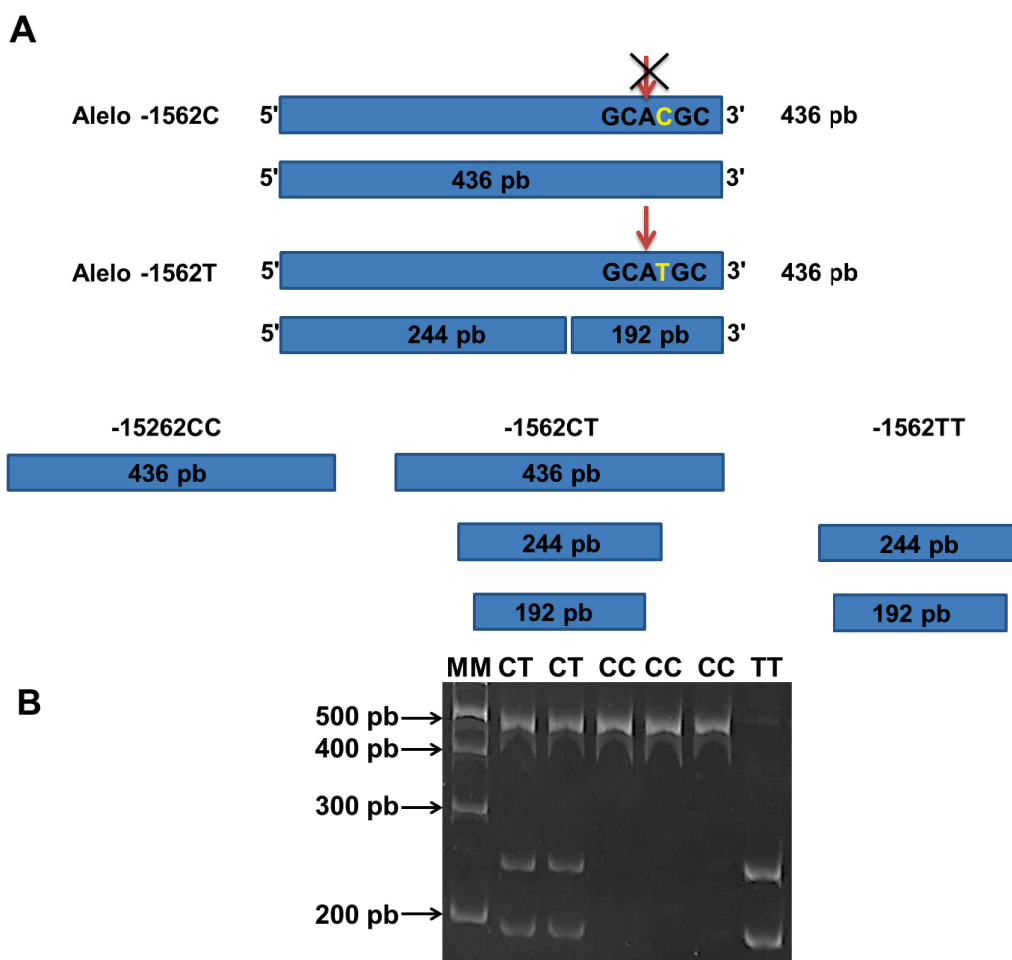 A
Alelo -1562C 5' GCACGC 3' 436 pb
5' 436 pb 3'
Alelo -1562T 5' GCATGC 3' 436 pb
5' 244 pb 192 pb 3'
-15262CC -1562CT -1562TT
436 pb 436 pb
244 pb 244 pb
192 pb 192 pb
MM CT CT CC CC CC TT
B
500 pb
400 pb
300 pb
200 pb